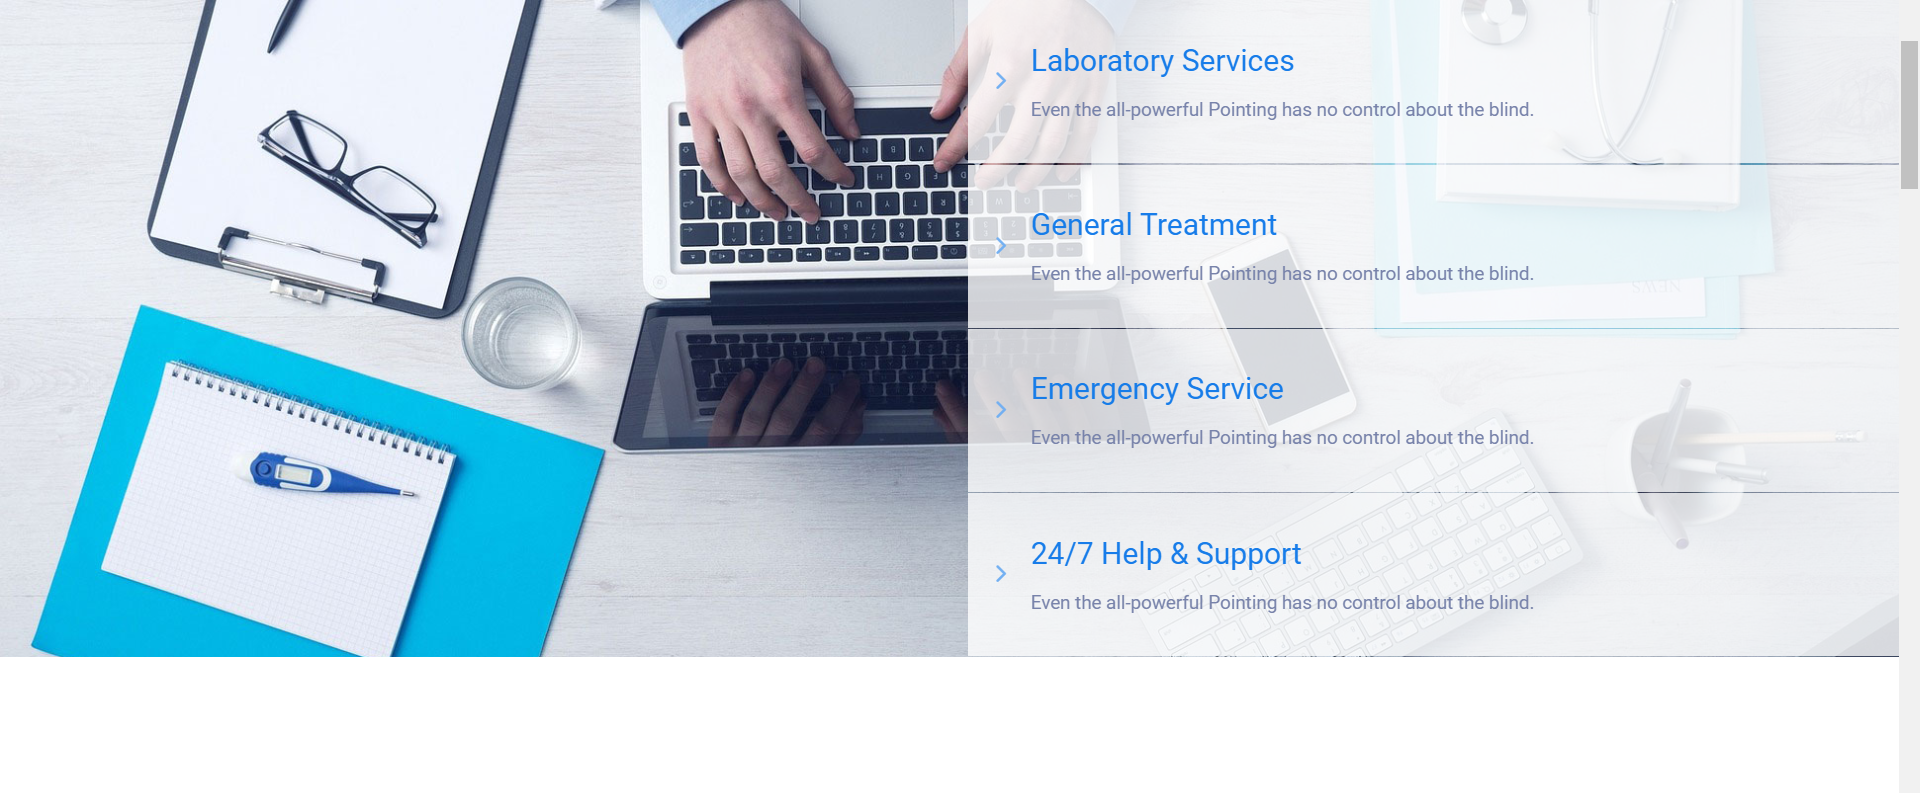 Laboratory Services
Even the all-powerful Pointing has no control about the blind.
General Treatment
Even the all-powerful Pointing has no control about the blind.
Emergency Service
Even the all-powerful Pointing has no control about the blind.
24/7 Help & Support
Even the all-powerful Pointing has no control about the blind.